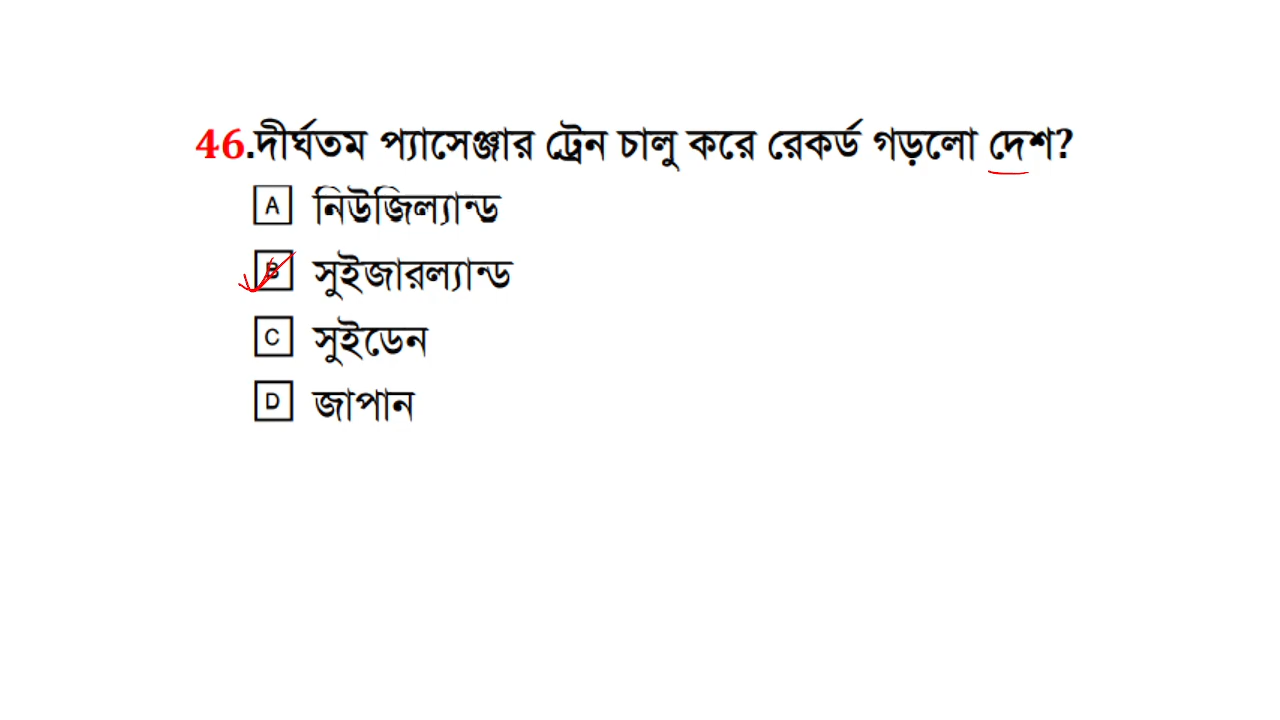 46.দীর্ঘতম প্যাসেঞ্জার ট্রেন চালু করে রেকর্ড গড়লো দেশ?
A নিউজিল্যান্ড
B সুইজারল্যান্ড
C সুইডেন
D জাপান